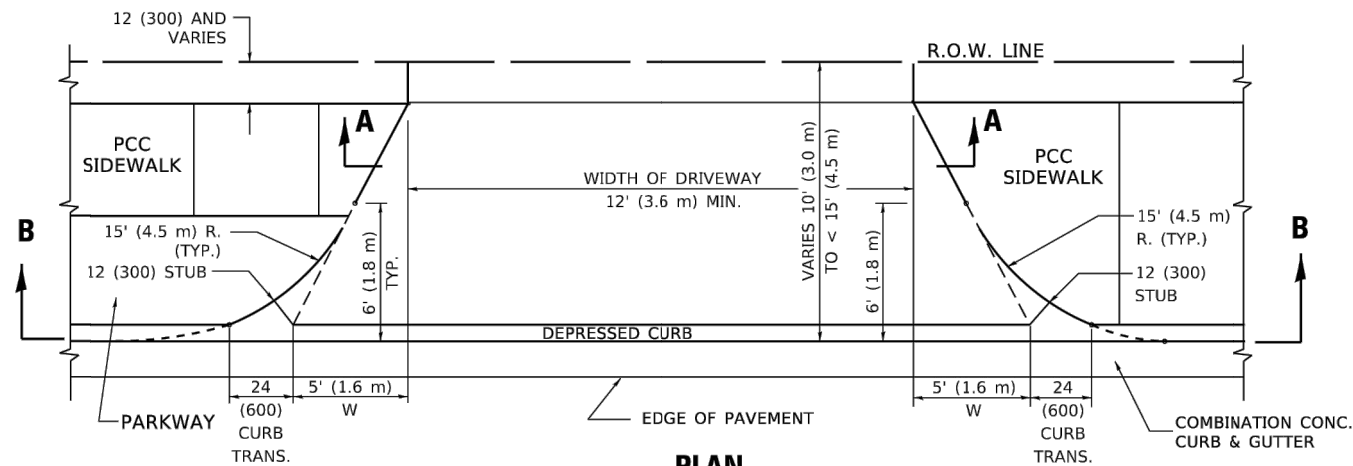 12 (300) AND
VARIES
R.O.W. LINE
A
A
PCC
SIDEWALK
WIDTH OF DRIVEWAY
12' (3.6 m) MIN.
VARIES 10' (3.0 m)
TO < 15' (4.5 m)
PCC
SIDEWALK
B
15' (4.5 m) R.
(TYP.)
12 (300) STUB
6' (1.8 m)
TYP.
6' (1.8 m)
15' (4.5 m)
R. (TYP.)
12 (300)
STUB
B
DEPRESSED CURB
PARKWAY
24
(600)
CURB
TRANS.
5' (1.6 m)
W
EDGE OF PAVEMENT
5' (1.6 m)
W
24
(600)
CURB
TRANS.
COMBINATION CONC.
CURB & GUTTER
PLAN